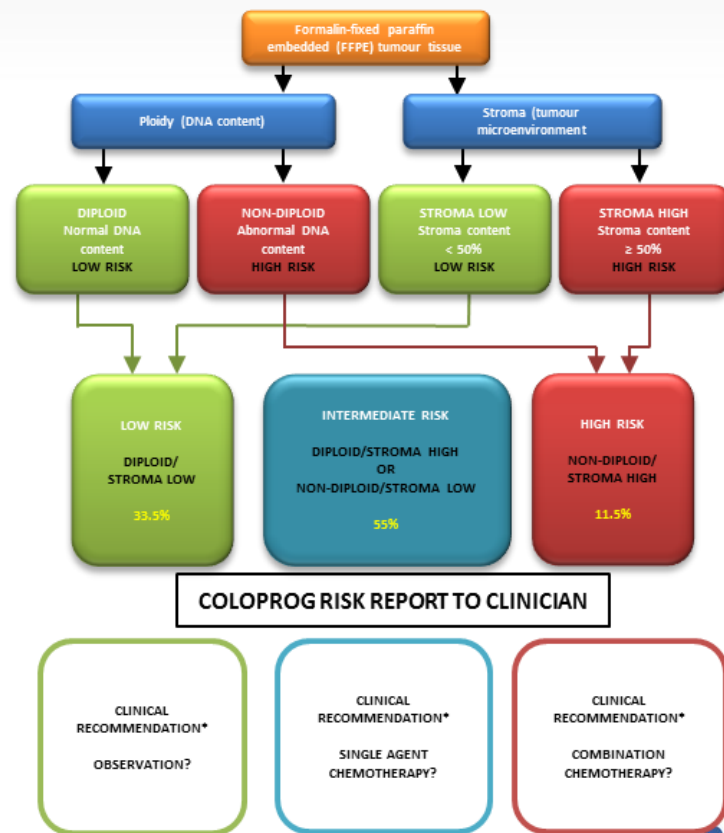 Formalin-fixed paraffin
embedded (FFPE) tumour tissue
Ploidy (DNA content)
Stroma (tumour
microenvironment
DIPLOID
Normal DNA
content
LOW RISK
NON-DIPLOID
Abnormal DNA
content
HIGH RISK
STROMA LOW
Stroma content
< 50%
LOW RISK
STROMA HIGH
Stroma content
≥ 50%
HIGH RISK
LOW RISK
DIPLOID/
STROMA LOW
33.5%
INTERMEDIATE RISK
DIPLOID/STROMA HIGH
OR
NON-DIPLOID/STROMA LOW
55%
HIGH RISK
NON-DIPLOID/
STROMA HIGH
11.5%
COLOPROG RISK REPORT TO CLINICIAN
CLINICAL
RECOMMENDATION*
OBSERVATION?
CLINICAL
RECOMMENDATION*
SINGLE AGENT
CHEMOTHERAPY?
CLINICAL
RECOMMENDATION*
COMBINATION
CHEMOTHERAPY?